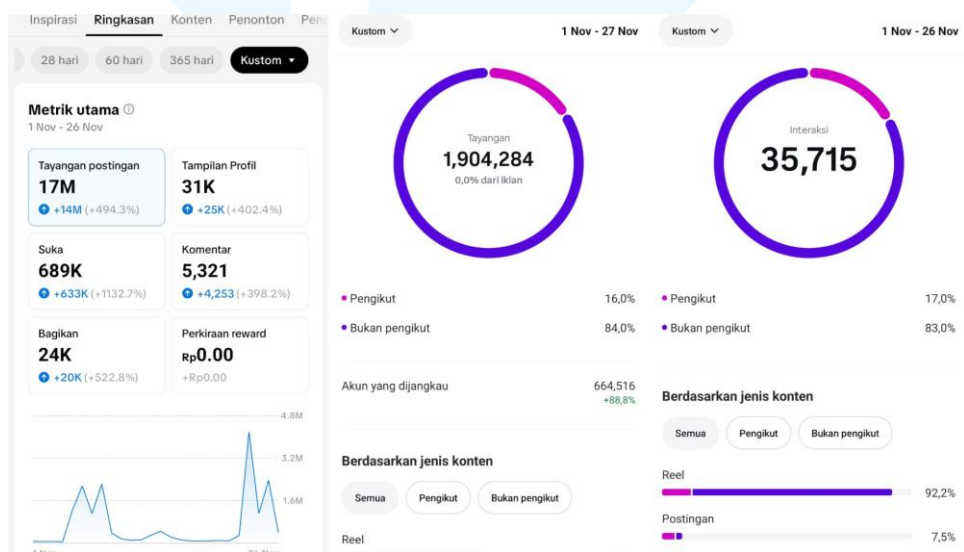 Inspirasi Ringkasan Konten Penonton
28 hari 60 hari 365 hari Kustom
Metrik utama
1 Nov - 26 Nov
Tayangan postingan
17M
+14M (+494.3%)
Tampilan Profil
31K
+25K (+402.4%)
Suka
689K
+633K (+1132.7%)
Komentar
5,321
+4,253 (+398.2%)
Bagikan
24K
+20K (+522.8%)
Perkiraan reward
Rp0.00
+Rp0.00
4.8M
3.2M
1.6M
Kustom 1 Nov - 27 Nov
Tayangan
1,904,284
0,0% dari iklan
Pengikut 16,0%
Bukan pengikut 84,0%
Akun yang dijangkau 664,516
+88,8%
Berdasarkan jenis konten
Semua Pengikut Bukan pengikut
Reel
Kustom 1 Nov - 26 Nov
Interaksi
35,715
Pengikut 17,0%
Bukan pengikut 83,0%
Berdasarkan jenis konten
Semua Pengikut Bukan pengikut
Reel
92,2%
Postingan
7,5%